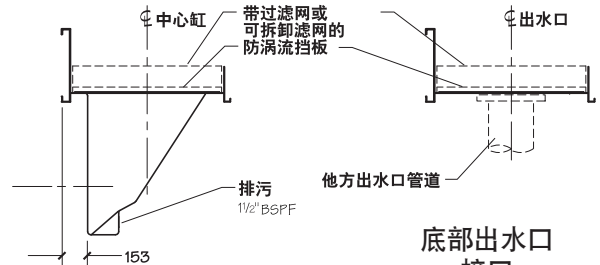 ℄ 中心缸
带过滤网或
可拆卸滤网的
防涡流挡板
℄ 出水口
排污
1½" BSPF
他方出水口管道
153
底部出水口
接口